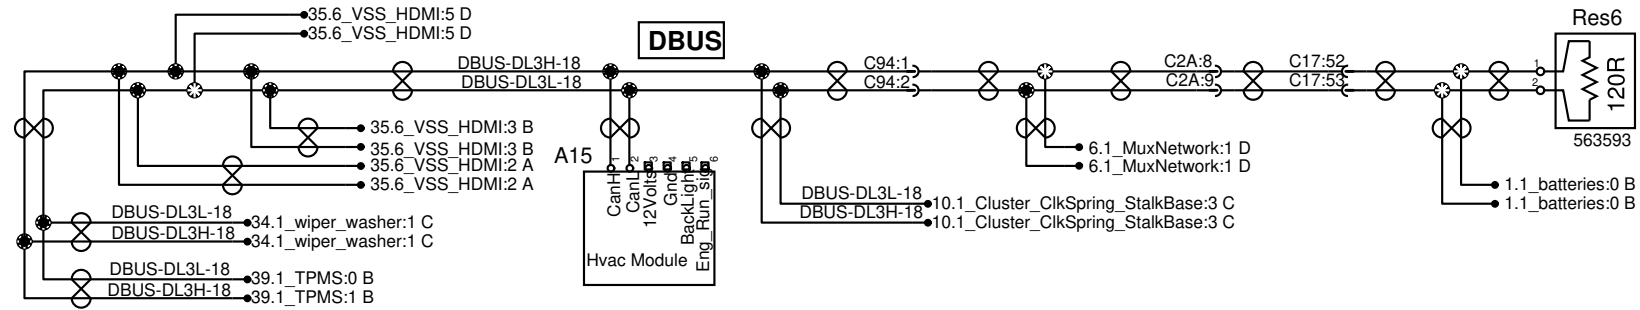 35.6_VSS_HDMI:5 D
35.6_VSS_HDMI:5 D
DBUS
Res6
DBUS-DL3H-18
C94:1
C2A:8
C17:52
1
DBUS-DL3L-18
C94:2
C2A:9
C17:53
2
120R
563593
35.6_VSS_HDMI:3 B
35.6_VSS_HDMI:3 B
35.6_VSS_HDMI:2 A
35.6_VSS_HDMI:2 A
A15
1
2
3
4
5
6
CanH
CanL
12Volts
Gnd
BackLight
Eng_Run_sig
Hvac Module
6.1_MuxNetwork:1 D
6.1_MuxNetwork:1 D
DBUS-DL3L-18
10.1_Cluster_ClkSpring_StalkBase:3 C
DBUS-DL3H-18
10.1_Cluster_ClkSpring_StalkBase:3 C
1.1_batteries:0 B
1.1_batteries:0 B
DBUS-DL3L-18
34.1_wiper_washer:1 C
DBUS-DL3H-18
34.1_wiper_washer:1 C
DBUS-DL3L-18
39.1_TPMS:0 B
DBUS-DL3H-18
39.1_TPMS:1 B